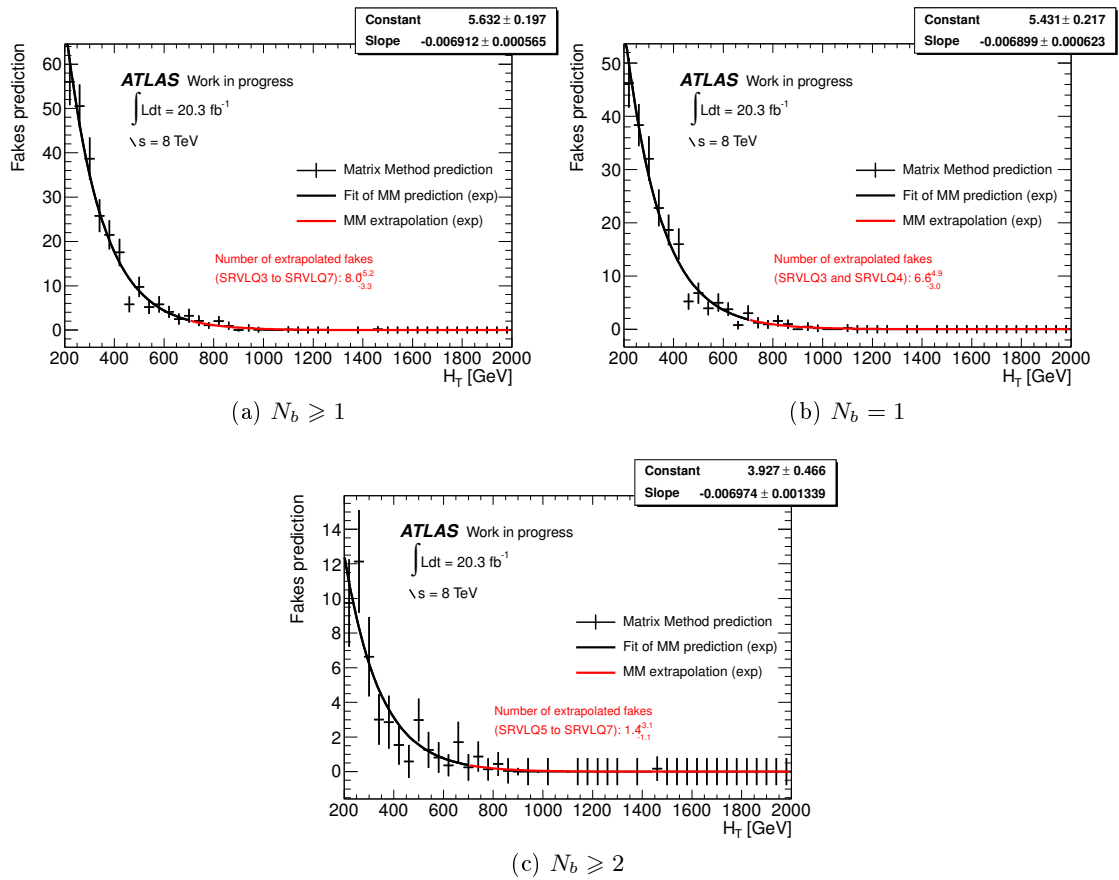 Constant 5.632 ± 0.197
Slope -0.006912 ± 0.000565
Fakes prediction
60
50
40
30
20
10
0
ATLAS Work in progress
∫Ldt = 20.3 fb⁻¹
\s = 8 TeV
Matrix Method prediction
Fit of MM prediction (exp)
MM extrapolation (exp)
Number of extrapolated fakes
(SRVLQ3 to SRVLQ7): 8.0+5.2-3.3
200 400 600 800 1000 1200 1400 1600 1800 2000
H_T [GeV]
(a) N_b ⩾ 1
Constant 5.431 ± 0.217
Slope -0.006899 ± 0.000623
Fakes prediction
50
40
30
20
10
0
ATLAS Work in progress
∫Ldt = 20.3 fb⁻¹
\s = 8 TeV
Matrix Method prediction
Fit of MM prediction (exp)
MM extrapolation (exp)
Number of extrapolated fakes
(SRVLQ3 and SRVLQ4): 6.6+4.9-3.0
200 400 600 800 1000 1200 1400 1600 1800 2000
H_T [GeV]
(b) N_b = 1
Constant 3.927 ± 0.466
Slope -0.006974 ± 0.001339
Fakes prediction
14
12
10
8
6
4
2
0
ATLAS Work in progress
∫Ldt = 20.3 fb⁻¹
\s = 8 TeV
Matrix Method prediction
Fit of MM prediction (exp)
MM extrapolation (exp)
Number of extrapolated fakes
(SRVLQ5 to SRVLQ7): 1.4+3.1-1.1
200 400 600 800 1000 1200 1400 1600 1800 2000
H_T [GeV]
(c) N_b ⩾ 2